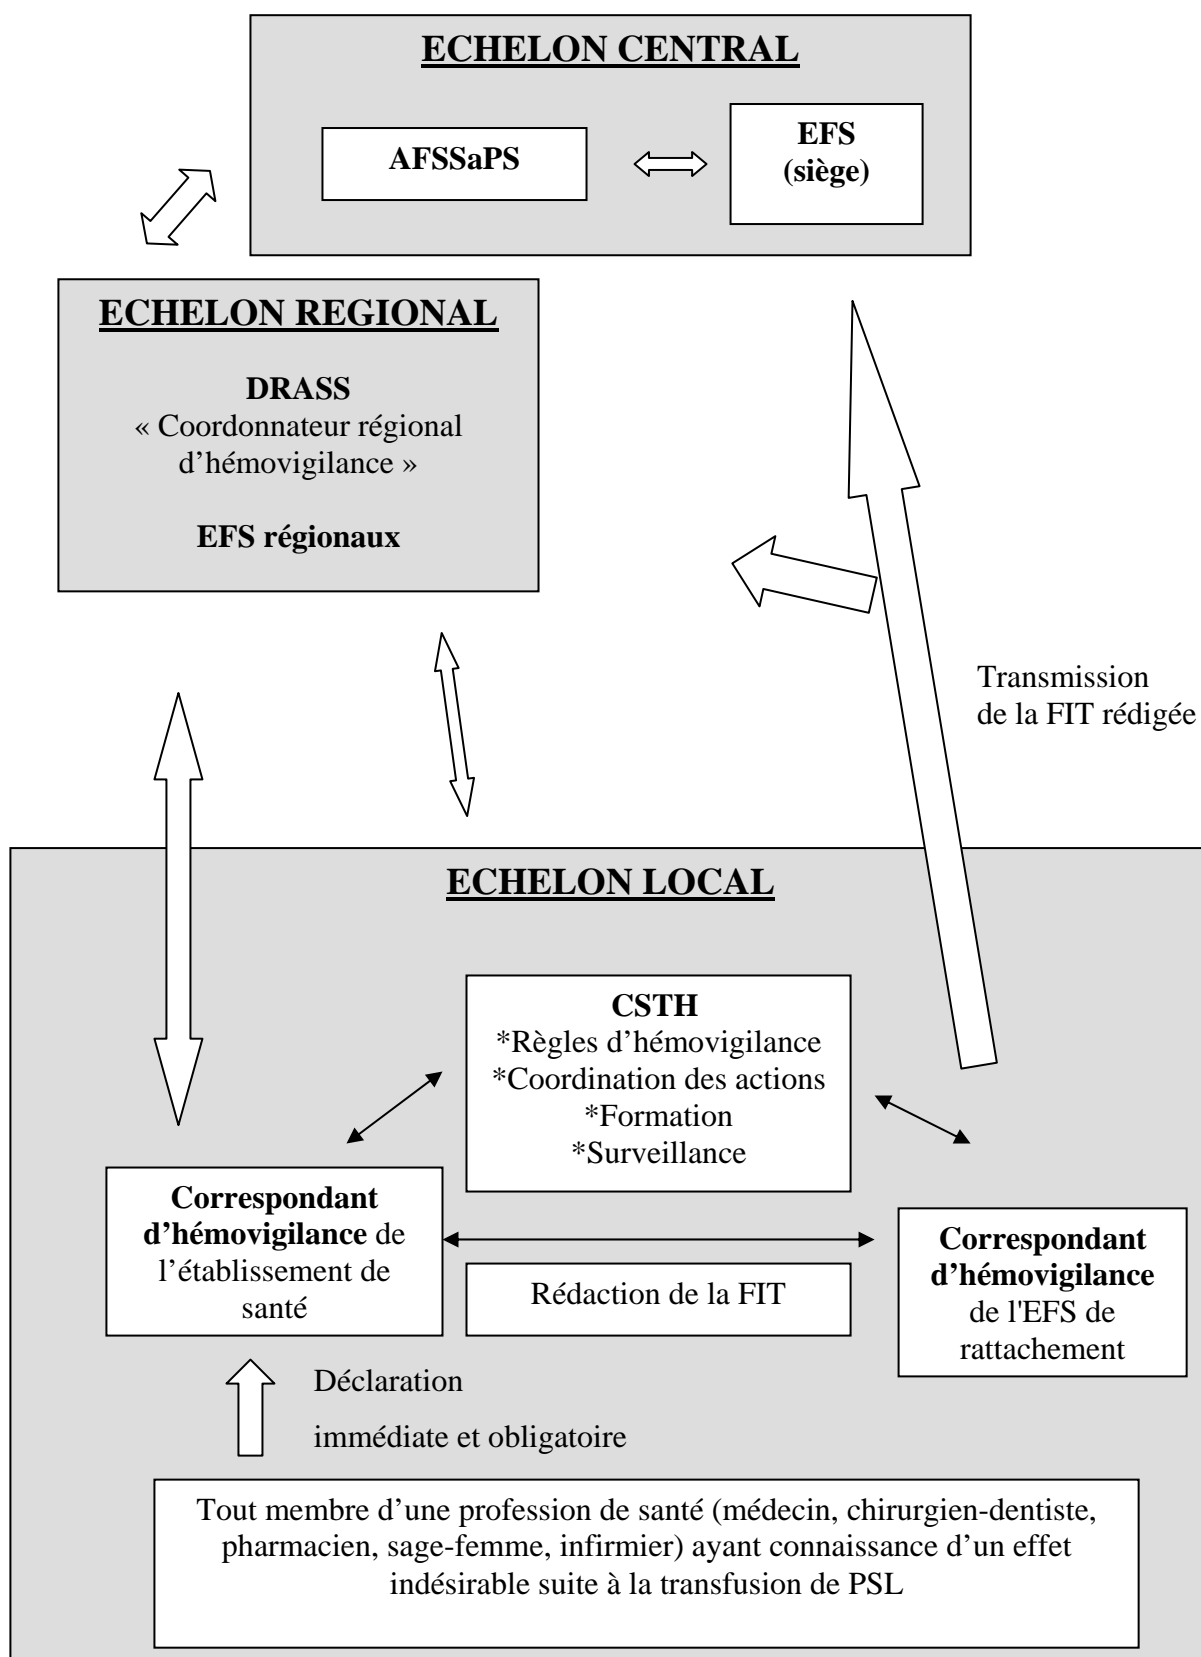 ECHELON CENTRAL
AFSSaPS
EFS
(siège)
ECHELON REGIONAL
DRASS
« Coordonnateur régional
d’hémovigilance »
EFS régionaux
Transmission
de la FIT rédigée
ECHELON LOCAL
CSTH
*Règles d’hémovigilance
*Coordination des actions
*Formation
*Surveillance
Correspondant
d’hémovigilance de
l’établissement de
santé
Rédaction de la FIT
Correspondant
d’hémovigilance
de l'EFS de
rattachement
Déclaration
immédiate et obligatoire
Tout membre d’une profession de santé (médecin, chirurgien-dentiste,
pharmacien, sage-femme, infirmier) ayant connaissance d’un effet
indésirable suite à la transfusion de PSL